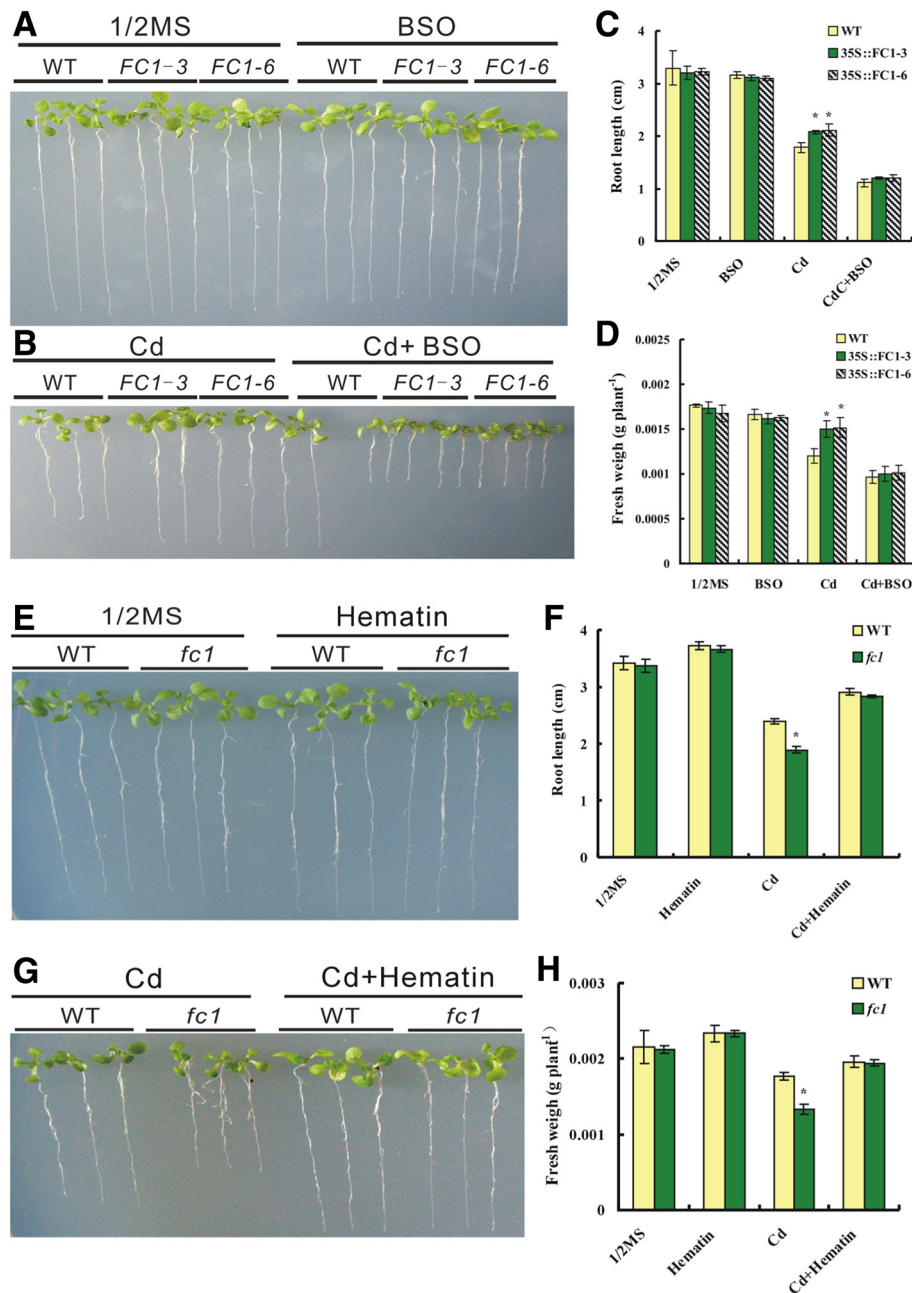 A
1/2MS BSO
WT FC1-3 FC1-6 WT FC1-3 FC1-6
B
Cd Cd+ BSO
WT FC1-3 FC1-6 WT FC1-3 FC1-6
C
WT
35S::FC1-3
35S::FC1-6
Root length (cm)
4
3
2
1
0
* *
1/2MS BSO Cd CdC+BSO
D
WT
35S::FC1-3
35S::FC1-6
Fresh weigh (g plant-1)
0.0025
0.002
0.0015
0.001
0.0005
0
* *
1/2MS BSO Cd Cd+BSO
E
1/2MS Hematin
WT fc1 WT fc1
F
WT
fc1
Root length (cm)
4
3
2
4
0
*
1/2MS Hematin Cd Cd+Hematin
G
Cd Cd+Hematin
WT fc1 WT fc1
H
WT
fc1
Fresh weigh (g plant1)
0.003
0.002
0.001
0
*
1/2MS Hematin Cd Cd+Hematin